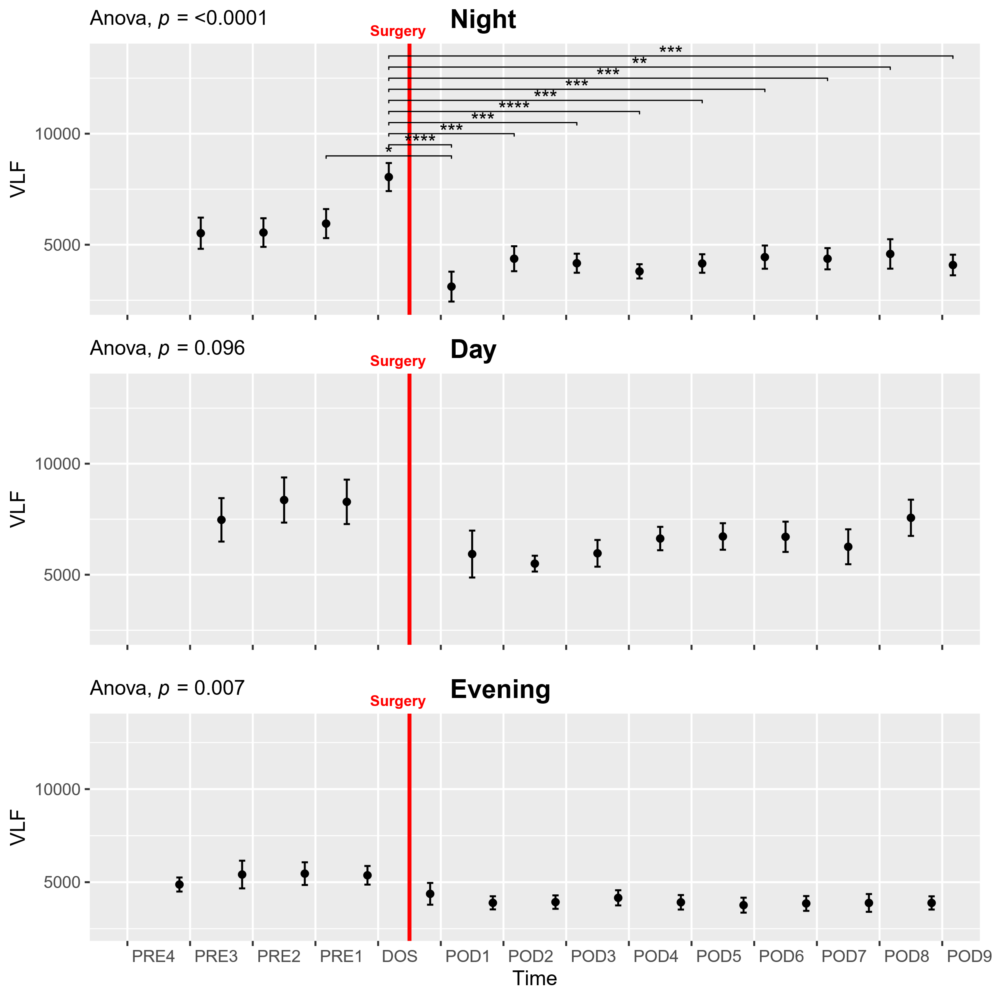 Anova, p = <0.0001
Night
Surgery
***
**
***
***
***
****
***
***
****
*
10000
5000
VLF
Anova, p = 0.096
Day
Surgery
10000
5000
VLF
Anova, p = 0.007
Evening
Surgery
10000
5000
VLF
PRE4 PRE3 PRE2 PRE1 DOS POD1 POD2 POD3 POD4 POD5 POD6 POD7 POD8 POD9
Time